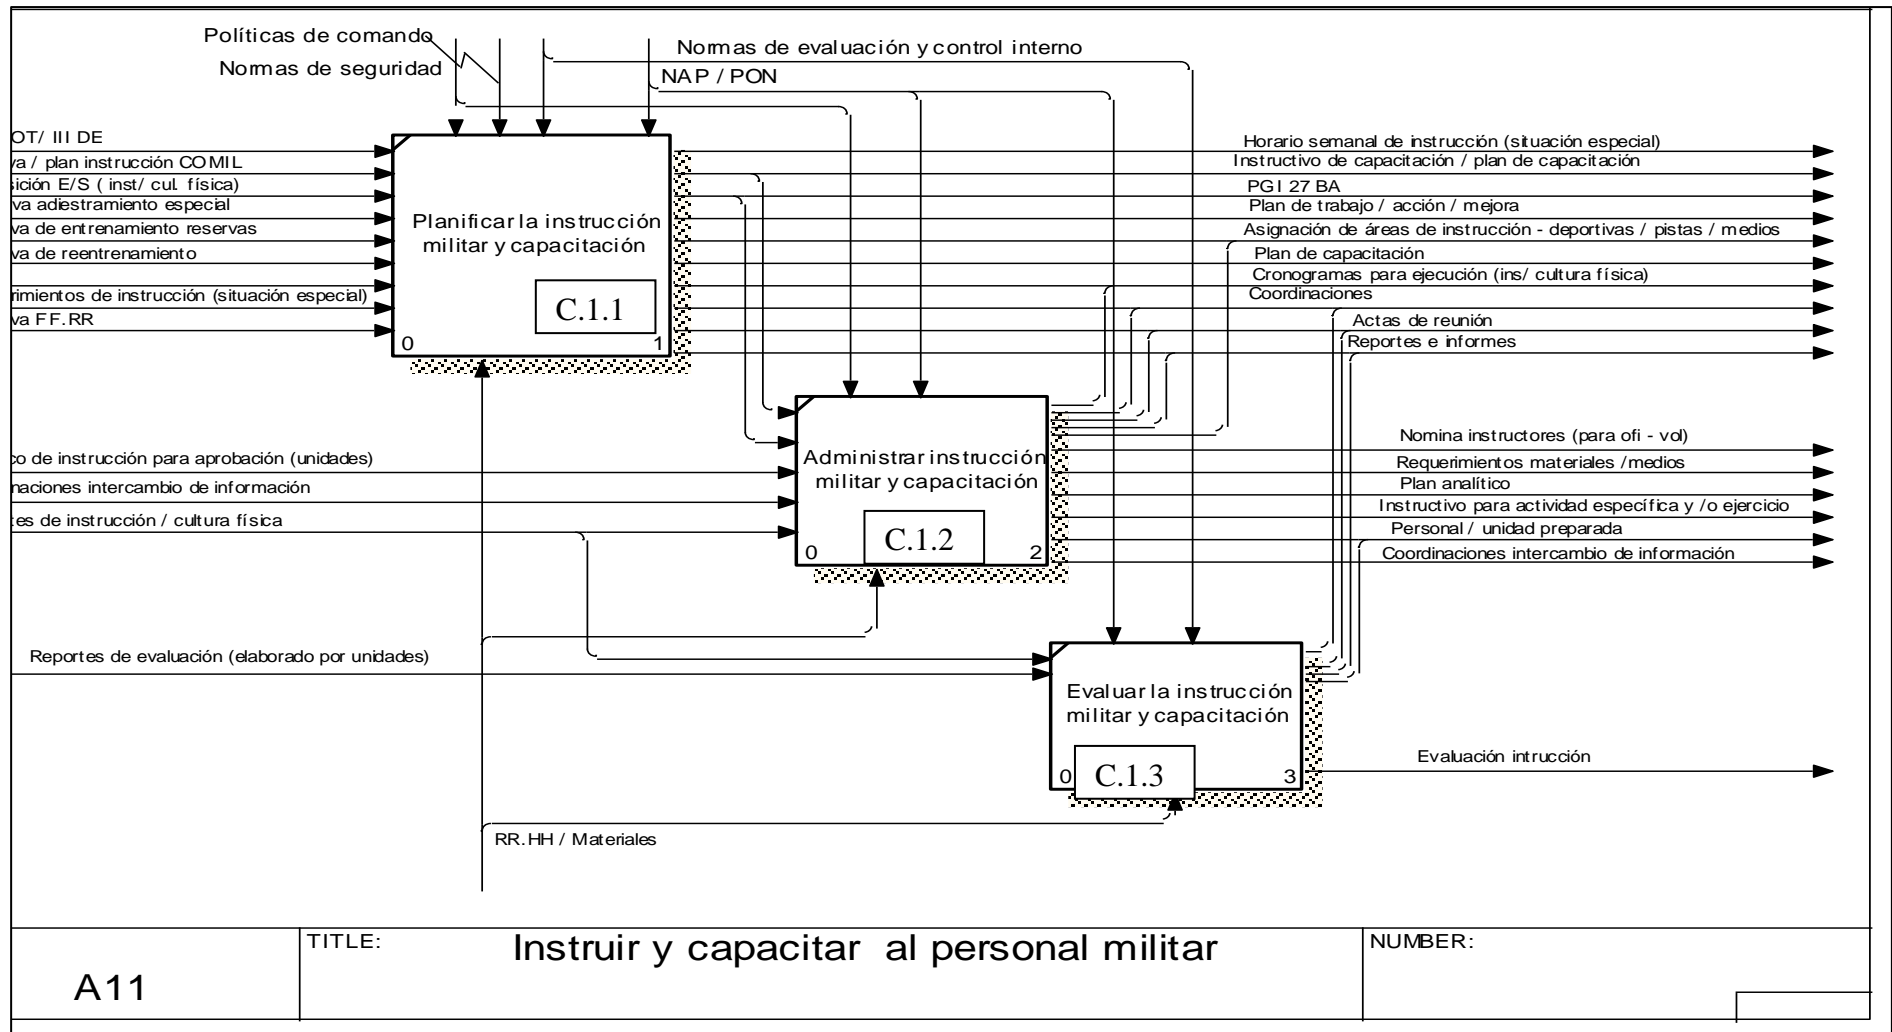 Políticas de comando
Normas de seguridad
Normas de evaluación y control interno
NAP / PON
OT/ III DE
va / plan instrucción COMIL
sición E/S ( inst/ cul. física)
va adiestramiento especial
va de entrenamiento reservas
va de reentrenamiento
rimientos de instrucción (situación especial)
va FF.RR
Planificar la instrucción
militar y capacitación
C.1.1
0
1
Horario semanal de instrucción (situación especial)
Instructivo de capacitación / plan de capacitación
PGI 27 BA
Plan de trabajo / acción / mejora
Asignación de áreas de instrucción - deportivas / pistas / medios
Plan de capacitación
Cronogramas para ejecución (ins/ cultura física)
Coordinaciones
Actas de reunión
Reportes e informes
co de instrucción para aprobación (unidades)
naciones intercambio de información
tes de instrucción / cultura física
Administrar instrucción
militar y capacitación
C.1.2
0
2
Nomina instructores (para ofi - vol)
Requerimientos materiales /medios
Plan analítico
Instructivo para actividad específica y /o ejercicio
Personal / unidad preparada
Coordinaciones intercambio de información
Reportes de evaluación (elaborado por unidades)
Evaluar la instrucción
militar y capacitación
C.1.3
0
3
Evaluación intrucción
RR.HH / Materiales
A11
TITLE:
Instruir y capacitar al personal militar
NUMBER: